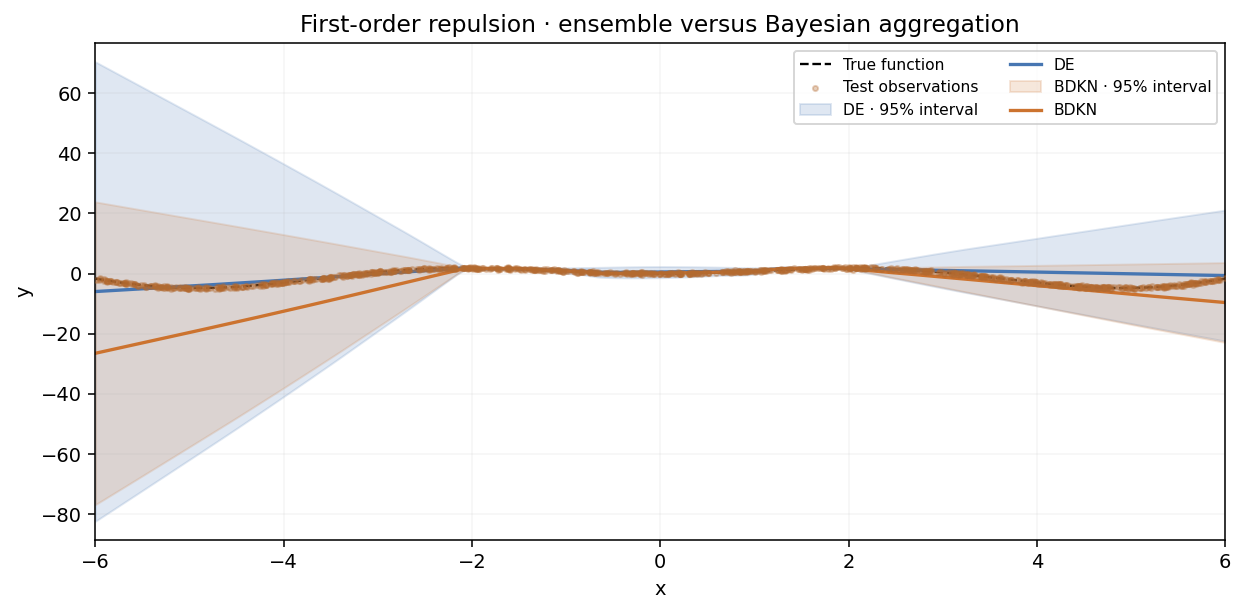 First-order repulsion · ensemble versus Bayesian aggregation
True function
Test observations
DE · 95% interval
DE
BDKN · 95% interval
BDKN
60
40
20
0
−20
−40
−60
−80
y
−6
−4
−2
0
2
4
6
x